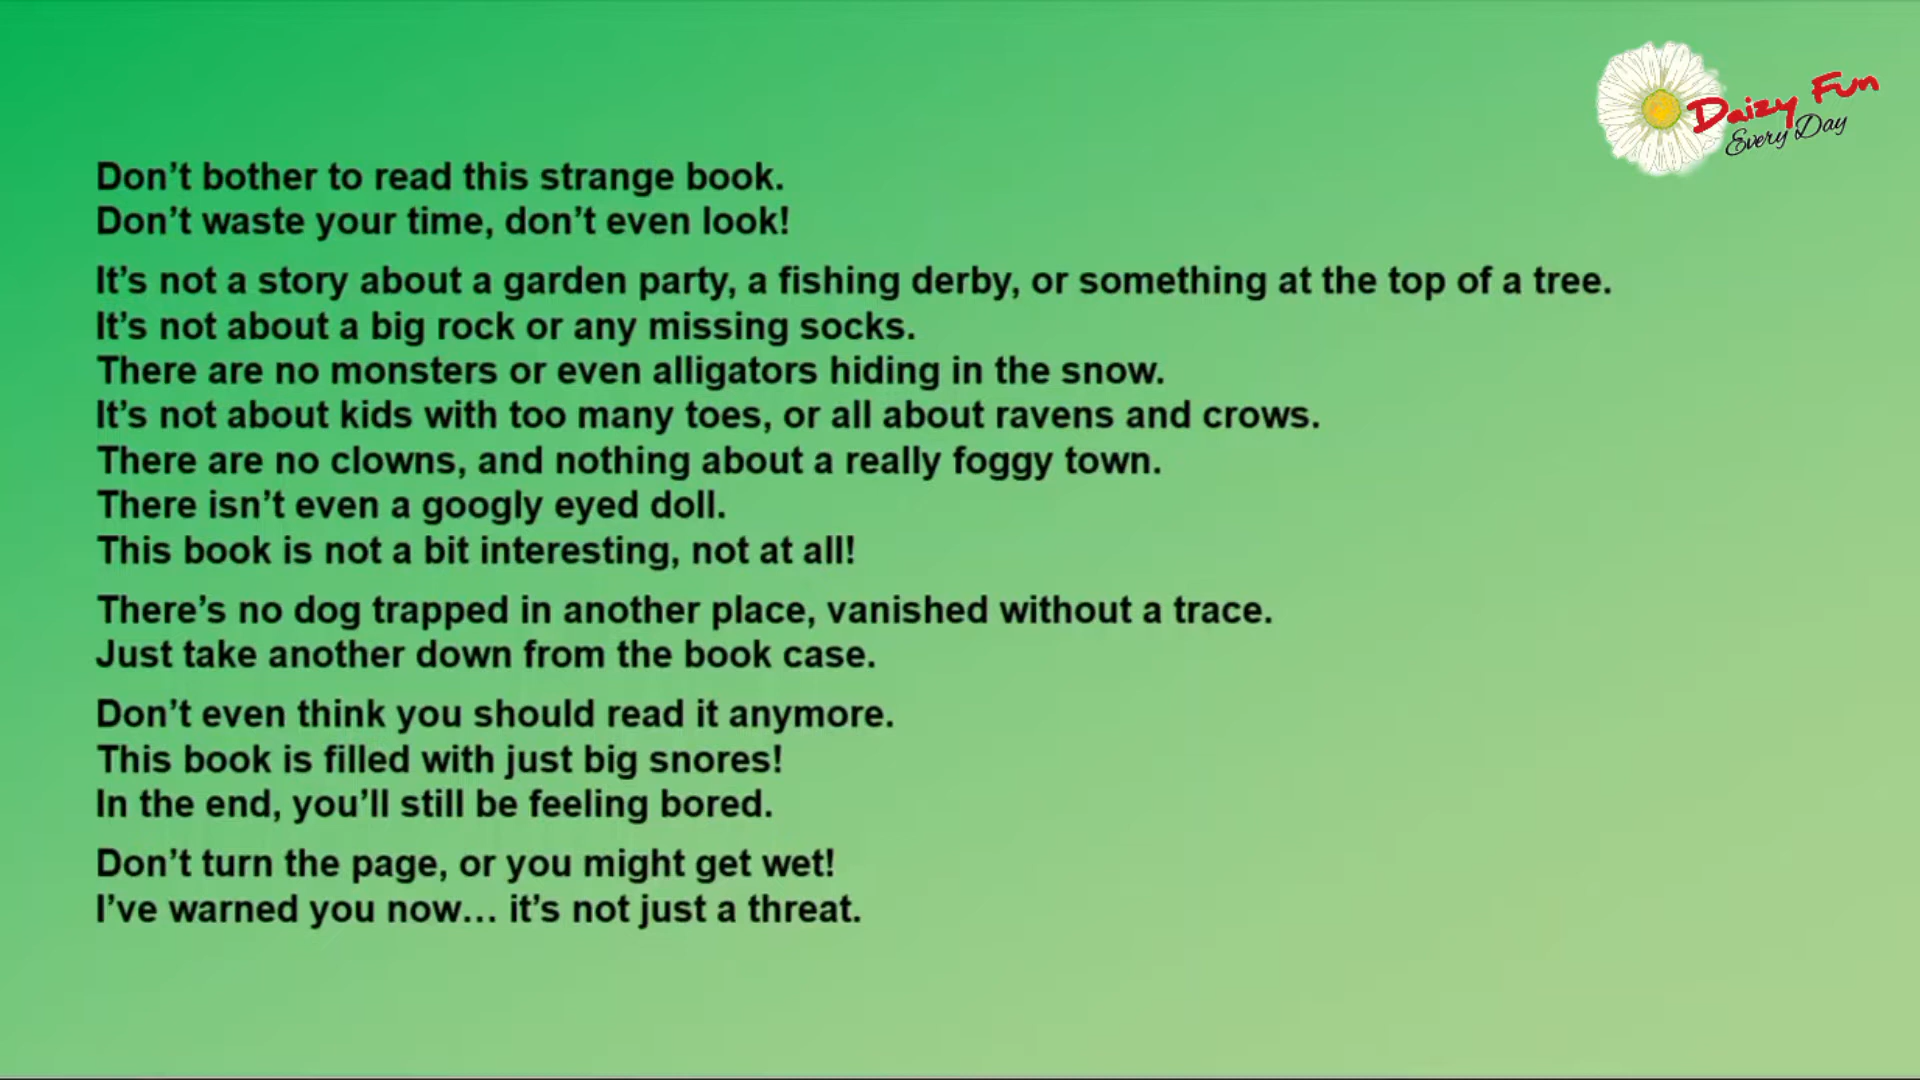 Daizy Fun
Every Day
Don’t bother to read this strange book.
Don’t waste your time, don’t even look!
It’s not a story about a garden party, a fishing derby, or something at the top of a tree.
It’s not about a big rock or any missing socks.
There are no monsters or even alligators hiding in the snow.
It’s not about kids with too many toes, or all about ravens and crows.
There are no clowns, and nothing about a really foggy town.
There isn’t even a googly eyed doll.
This book is not a bit interesting, not at all!
There’s no dog trapped in another place, vanished without a trace.
Just take another down from the book case.
Don’t even think you should read it anymore.
This book is filled with just big snores!
In the end, you’ll still be feeling bored.
Don’t turn the page, or you might get wet!
I’ve warned you now... it’s not just a threat.